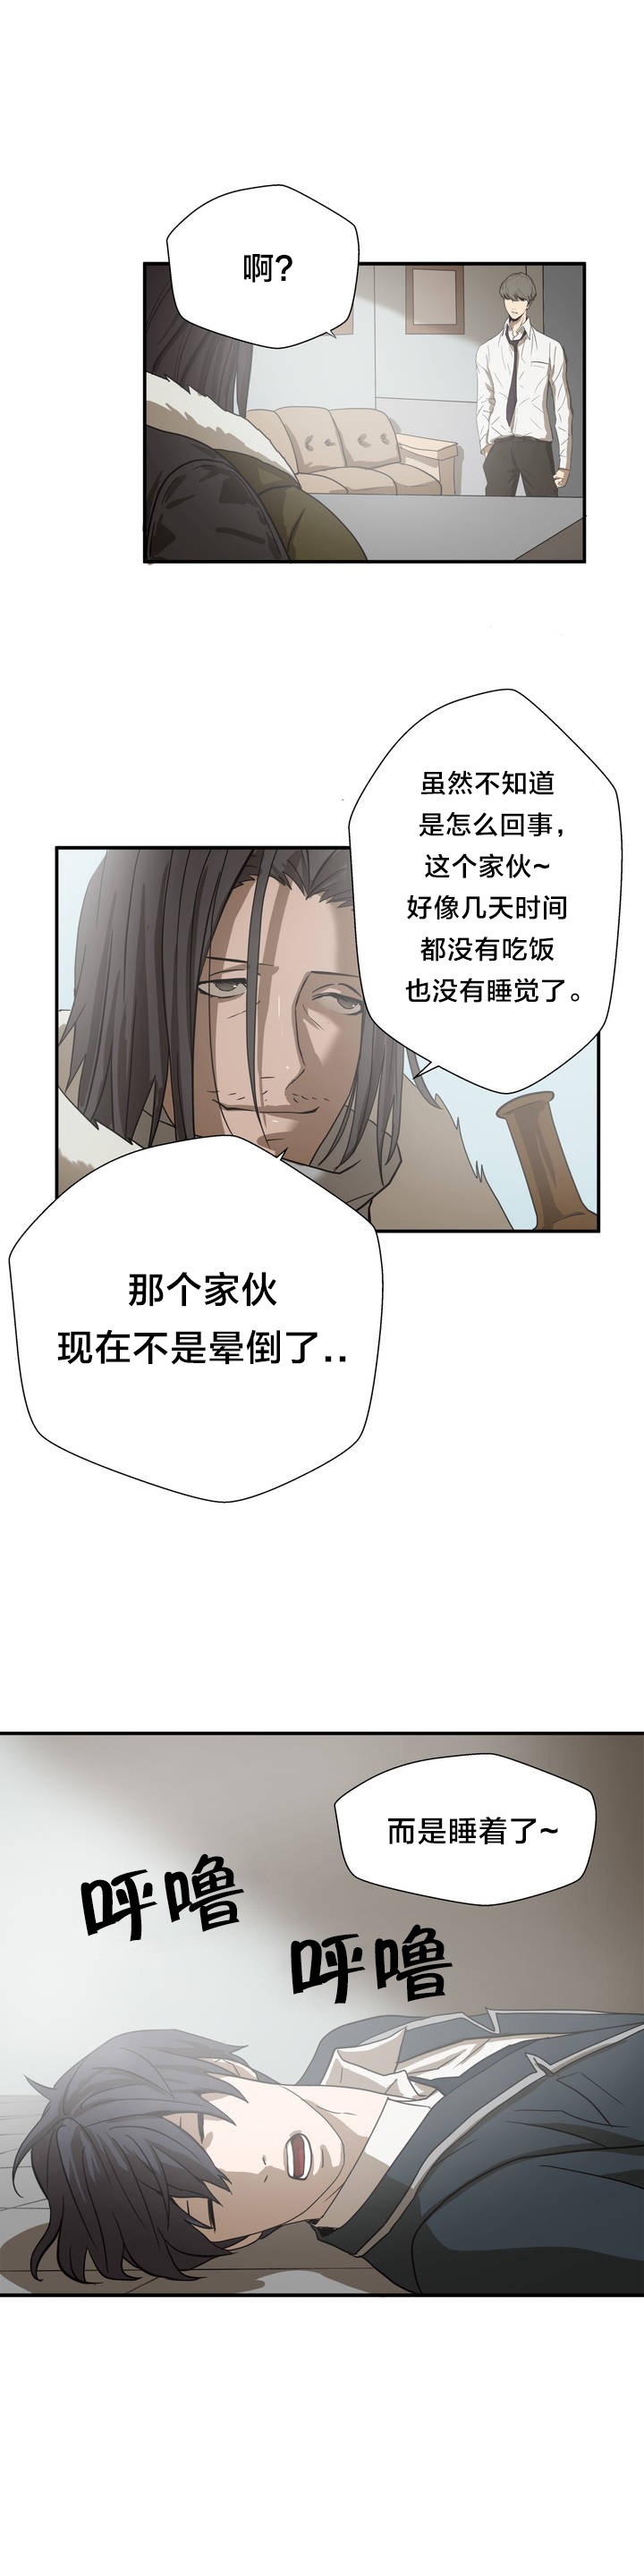 啊?
虽然不知道
是怎么回事，
这个家伙~
好像几天时间
都没有吃饭
也没有睡觉了。
那个家伙
现在不是晕倒了..
而是睡着了~
呼噜
呼噜